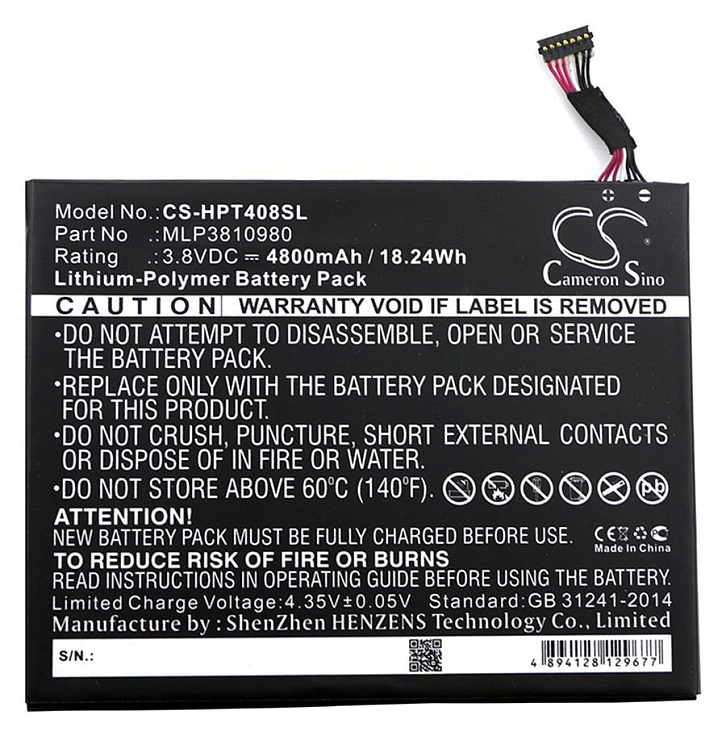 Model No.:CS-HPT408SL
Part No :MLP3810980
Rating :3.8VDC ⎓ 4800mAh / 18.24Wh
Lithium-Polymer Battery Pack
CS
Cameron Sino
CAUTION WARRANTY VOID IF LABEL IS REMOVED
•DO NOT ATTEMPT TO DISASSEMBLE, OPEN OR SERVICE
THE BATTERY PACK.
•REPLACE ONLY WITH THE BATTERY PACK DESIGNATED
FOR THIS APPLICATION.
•DO NOT CRUSH, PUNCTURE, SHORT EXTERNAL CONTACTS
OR DISPOSE OF IN FIRE OR WATER.
•DO NOT STORE ABOVE 60°C (140°F). Pb
ATTENTION!
NEW BATTERY PACK MUST BE FULLY CHARGED BEFORE USE.
TO REDUCE RISK OF FIRE OR BURNS
CE
Made In China
READ INSTRUCTIONS IN OPERATING GUIDE BEFORE USE.
Limited Charge Voltage:4.35V±0.05V Standard:GB 31241-2014
Manufacture by : ShenZhen HENZENS Technology Co., Limited
S/N.:
4 894128 129677